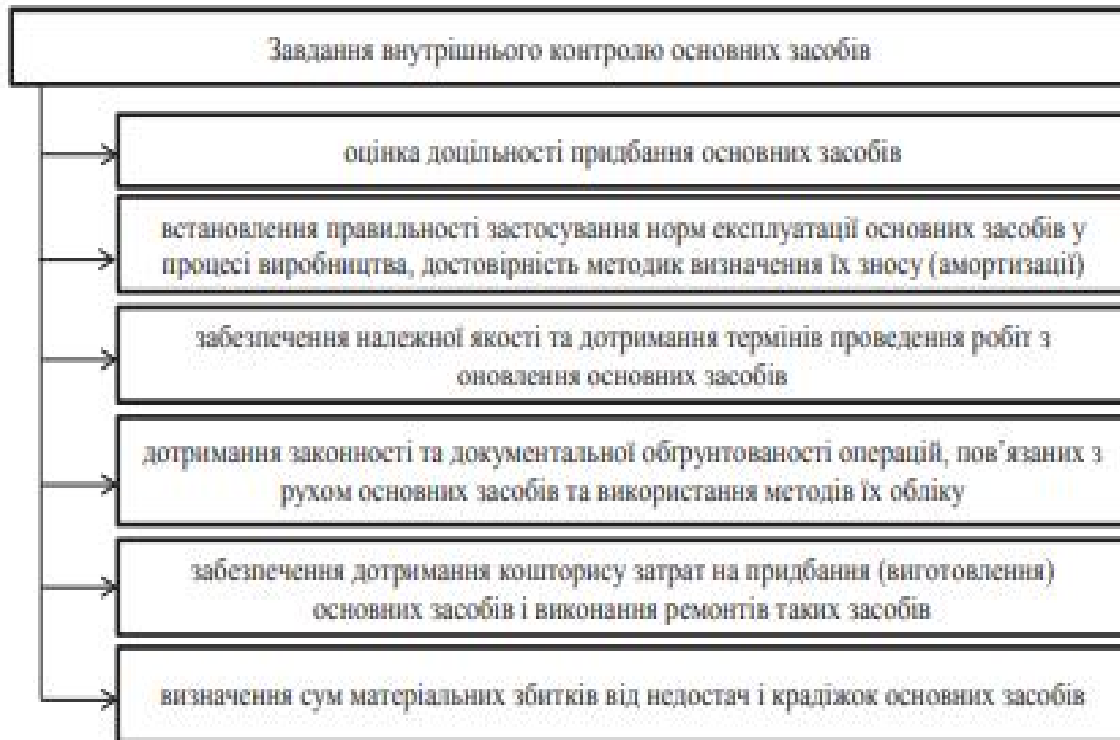 Завдання внутрішнього контролю основних засобів
оцінка доцільності придбання основних засобів
встановлення правильності застосування норм експлуатації основних засобів у
процесі виробництва, достовірність методик визначення їх зносу (амортизації)
забезпечення належної якості та дотримання термінів проведення робіт з
оновлення основних засобів
дотримання законності та документальної обґрунтованості операцій, пов’язаних з
рухом основних засобів та використання методів їх обліку
забезпечення дотримання кошторису затрат на придбання (виготовлення)
основних засобів і виконання ремонтів таких засобів
визначення сум матеріальних збитків від недостач і крадіжок основних засобів